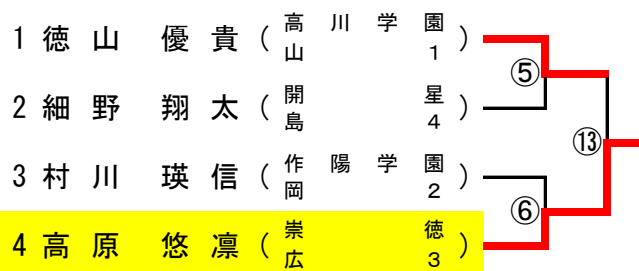 1 徳山 優貴 (高川学園 山1)
⑤
2 細野 翔太 (開星 島4)
⑬
3 村川 瑛信 (作陽学園 岡2)
⑥
4 高原 悠凛 (崇徳 広3)